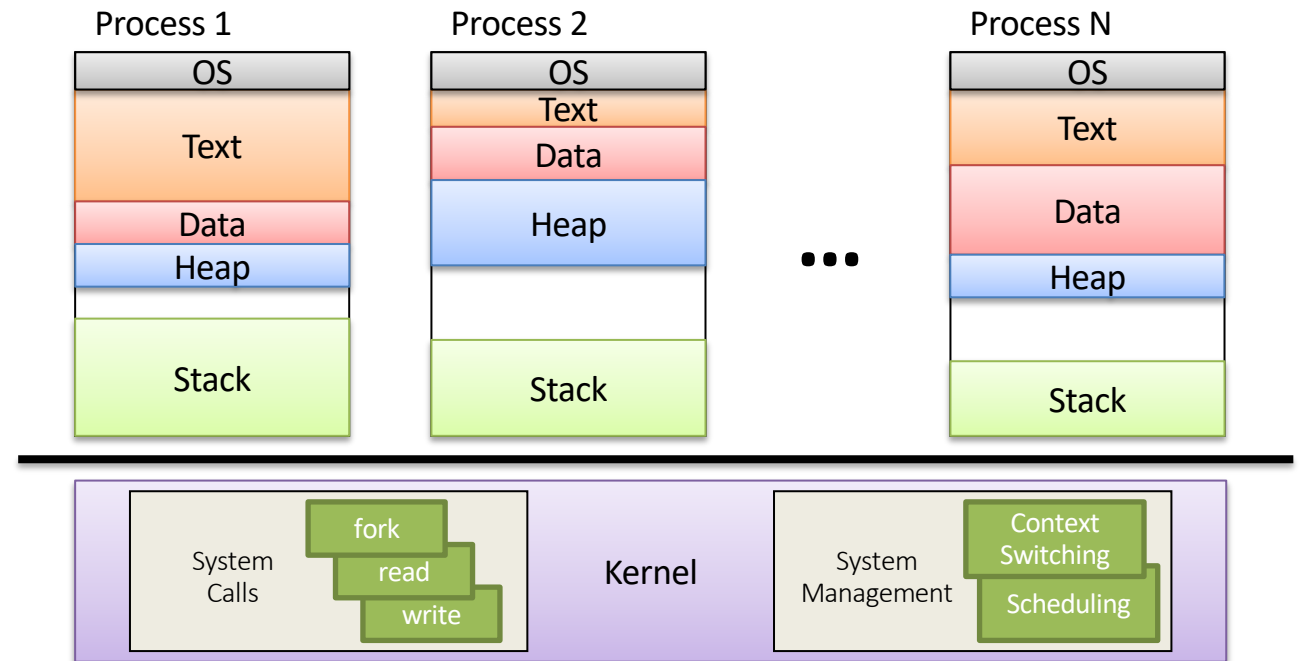 Process 1
OS
Text
Data
Heap
Stack
Process 2
OS
Text
Data
Heap
Stack
...
Process N
OS
Text
Data
Heap
Stack
System
Calls
fork
read
write
Kernel
System
Management
Context
Switching
Scheduling